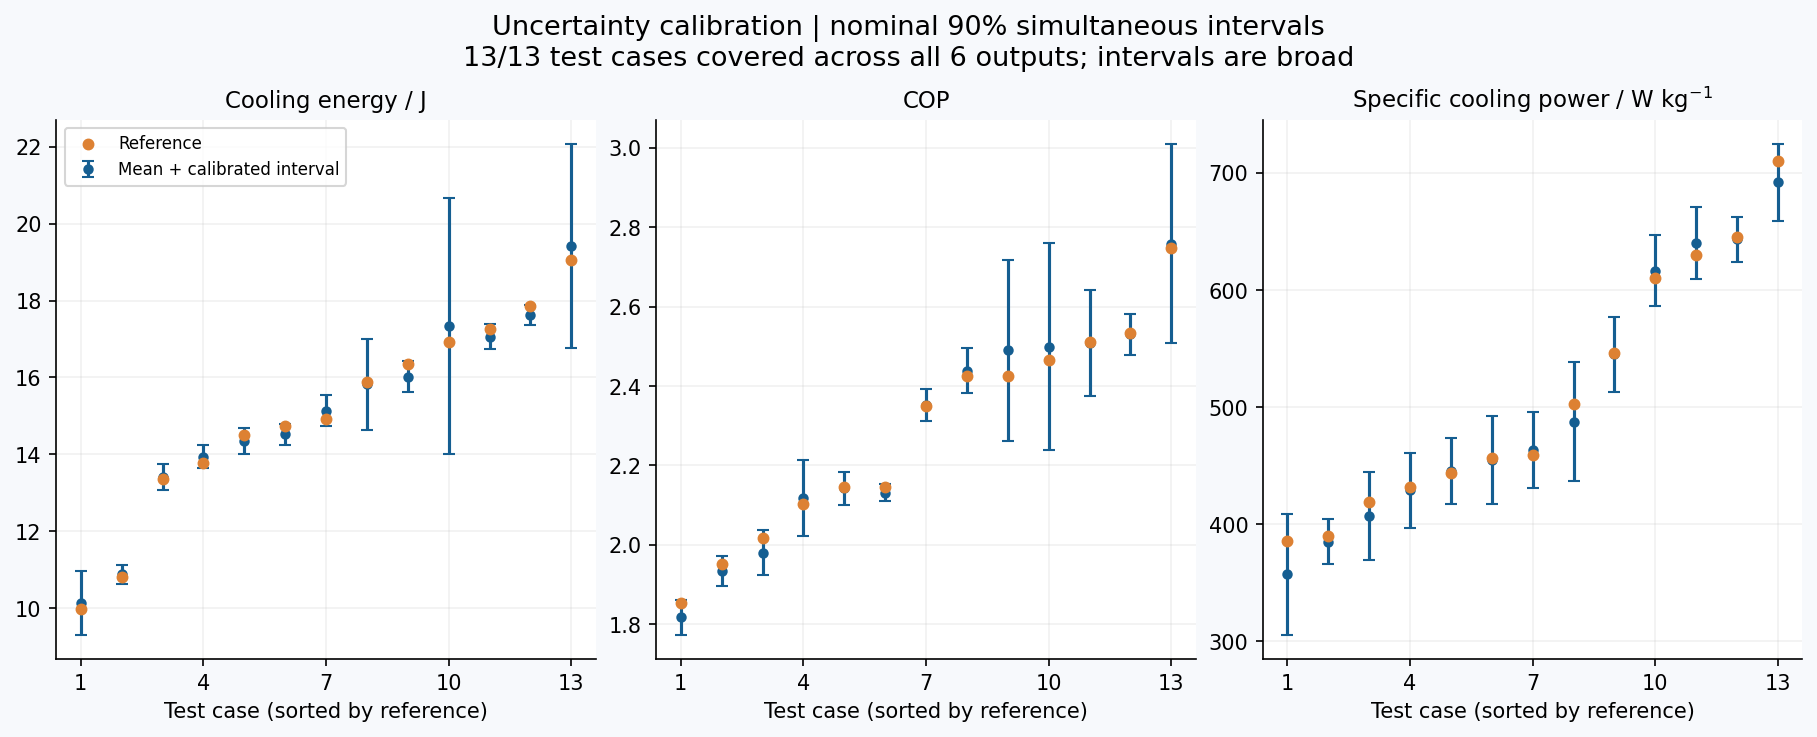 Uncertainty calibration | nominal 90% simultaneous intervals
13/13 test cases covered across all 6 outputs; intervals are broad
Cooling energy / J
Reference
Mean + calibrated interval
22
20
18
16
14
12
10
1 4 7 10 13
Test case (sorted by reference)
COP
3.0
2.8
2.6
2.4
2.2
2.0
1.8
1 4 7 10 13
Test case (sorted by reference)
Specific cooling power / W kg⁻¹
700
600
500
400
300
1 4 7 10 13
Test case (sorted by reference)